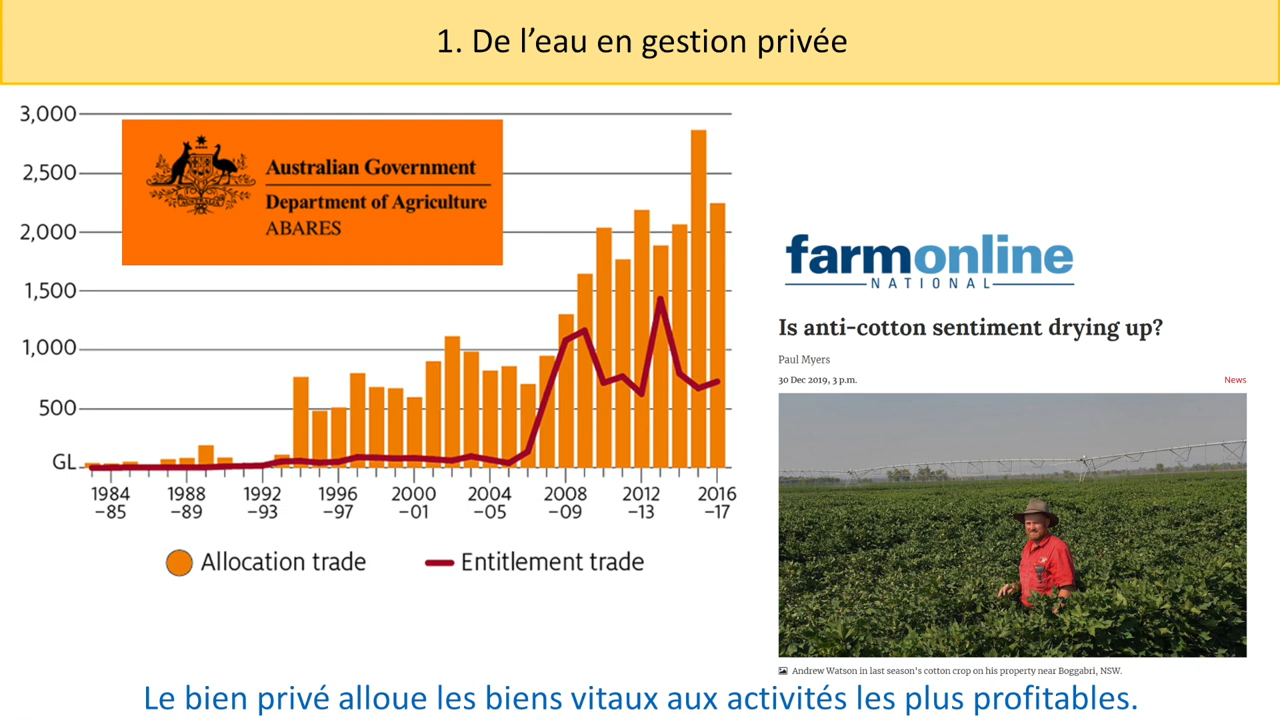 1. De l’eau en gestion privée
3,000
2,500
2,000
1,500
1,000
500
GL
Australian Government
Department of Agriculture
ABARES
1984 –85
1988 –89
1992 –93
1996 –97
2000 –01
2004 –05
2008 –09
2012 –13
2016 –17
Allocation trade
Entitlement trade
farmonline
NATIONAL
Is anti-cotton sentiment drying up?
Paul Myers
30 Dec 2019, 3 p.m.
News
Andrew Watson in last season's cotton crop on his property near Boggabri, NSW.
Le bien privé alloue les biens vitaux aux activités les plus profitables.